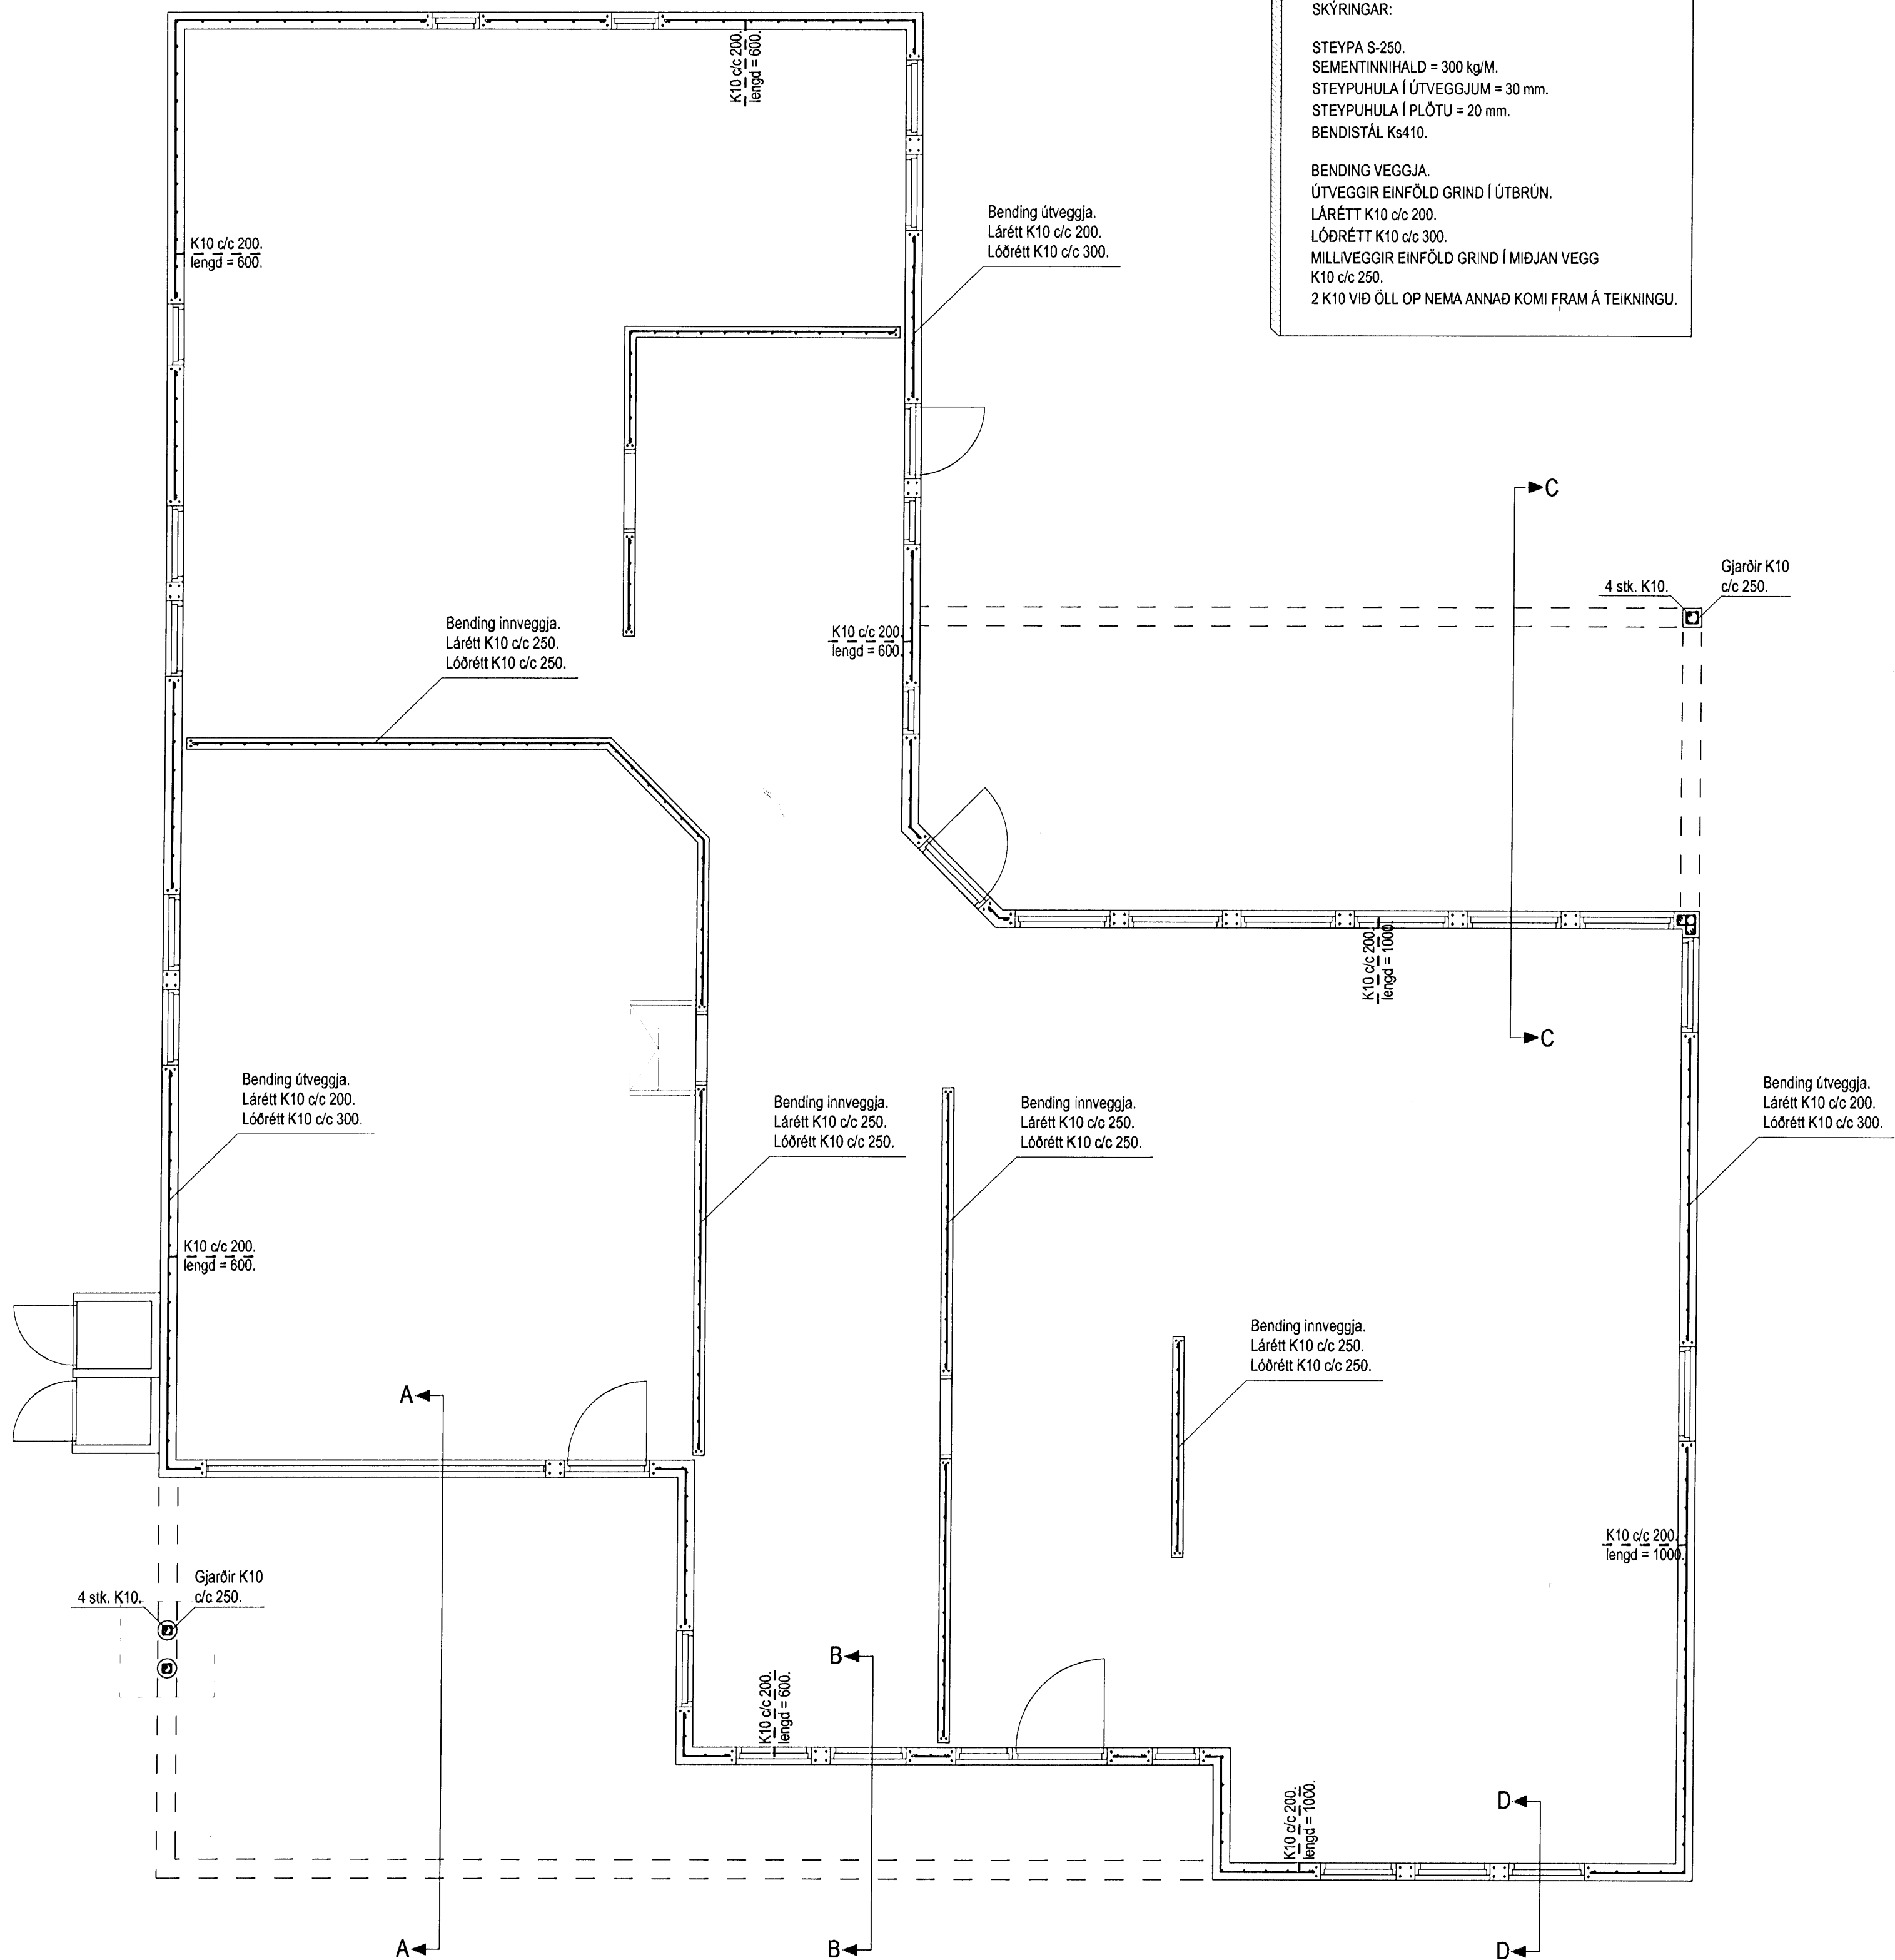 SKÝRINGAR:
STEYPA S-250.
SEMENTINNIHALD = 300 kg/M.
STEYPUHULA Í ÚTVEGGJUM = 30 mm.
STEYPUHULA Í PLÖTU = 20 mm.
BENDISTÁL Ks410.
BENDING VEGGJA.
ÚTVEGGIR EINFÖLD GRIND Í ÚTBRÚN.
LÁRÉTT K10 c/c 200.
LÓÐRÉTT K10 c/c 300.
MILLIVEGGIR EINFÖLD GRIND Í MIÐJAN VEGG
K10 c/c 250.
2 K10 VIÐ ÖLL OP NEMA ANNAÐ KOMI FRAM Á TEIKNINGU.
K10 c/c 200.
lengd = 600.
K10 c/c 200.
lengd = 600.
Bending útveggja.
Lárétt K10 c/c 200.
Lóðrétt K10 c/c 300.
C
4 stk. K10.
Gjarðir K10
c/c 250.
Bending innveggja.
Lárétt K10 c/c 250.
Lóðrétt K10 c/c 250.
K10 c/c 200.
lengd = 600.
K10 c/c 200.
lengd = 1000.
C
Bending útveggja.
Lárétt K10 c/c 200.
Lóðrétt K10 c/c 300.
Bending innveggja.
Lárétt K10 c/c 250.
Lóðrétt K10 c/c 250.
Bending innveggja.
Lárétt K10 c/c 250.
Lóðrétt K10 c/c 250.
Bending útveggja.
Lárétt K10 c/c 200.
Lóðrétt K10 c/c 300.
K10 c/c 200.
lengd = 600.
Bending innveggja.
Lárétt K10 c/c 250.
Lóðrétt K10 c/c 250.
A
K10 c/c 200.
lengd = 1000.
4 stk. K10.
Gjarðir K10
c/c 250.
B
K10 c/c 200.
lengd = 600.
K10 c/c 200.
lengd = 1000.
D
A
B
D